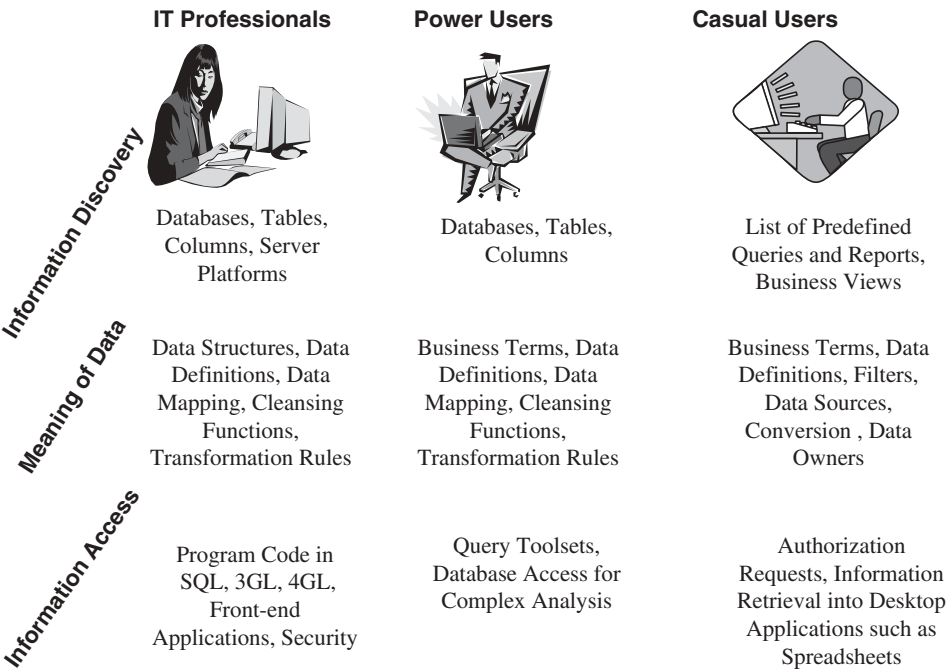 IT Professionals
Power Users
Casual Users
Information Discovery
Databases, Tables,
Columns, Server
Platforms
Databases, Tables,
Columns
List of Predefined
Queries and Reports,
Business Views
Meaning of Data
Data Structures, Data
Definitions, Data
Mapping, Cleansing
Functions,
Transformation Rules
Business Terms, Data
Definitions, Data
Mapping, Cleansing
Functions,
Transformation Rules
Business Terms, Data
Definitions, Filters,
Data Sources,
Conversion , Data
Owners
Information Access
Program Code in
SQL, 3GL, 4GL,
Front-end
Applications, Security
Query Toolsets,
Database Access for
Complex Analysis
Authorization
Requests, Information
Retrieval into Desktop
Applications such as
Spreadsheets